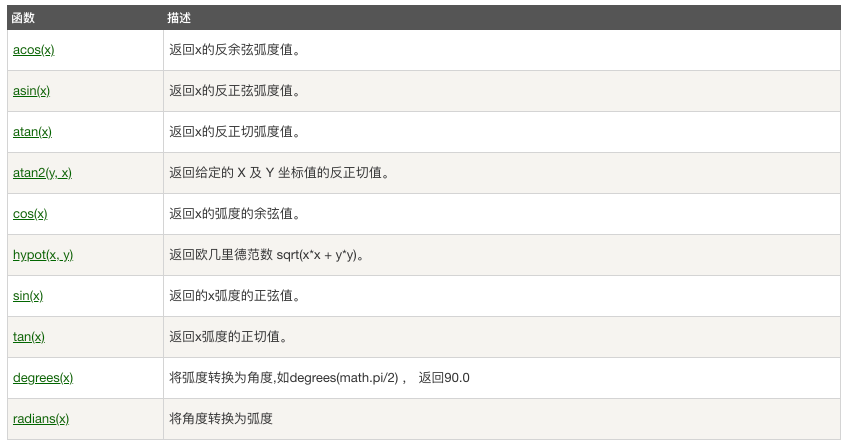 函数 描述
acos(x) 返回x的反余弦弧度值。
asin(x) 返回x的反正弦弧度值。
atan(x) 返回x的反正切弧度值。
atan2(y, x) 返回给定的 X 及 Y 坐标值的反正切值。
cos(x) 返回x的弧度的余弦值。
hypot(x, y) 返回欧几里德范数 sqrt(x*x + y*y)。
sin(x) 返回的x弧度的正弦值。
tan(x) 返回x弧度的正切值。
degrees(x) 将弧度转换为角度,如degrees(math.pi/2) ， 返回90.0
radians(x) 将角度转换为弧度